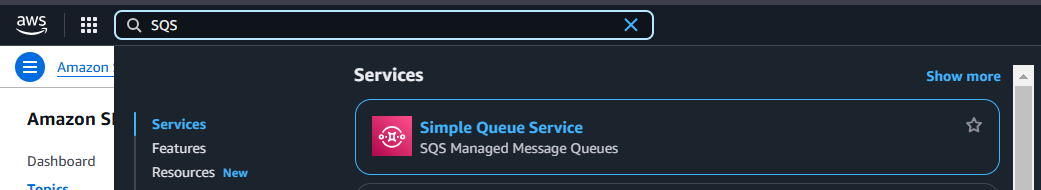 aws
SQS
Amazon
Services
Show more
Amazon S
Services
Simple Queue Service
Features
SQS Managed Message Queues
Dashboard
Resources New
Topics